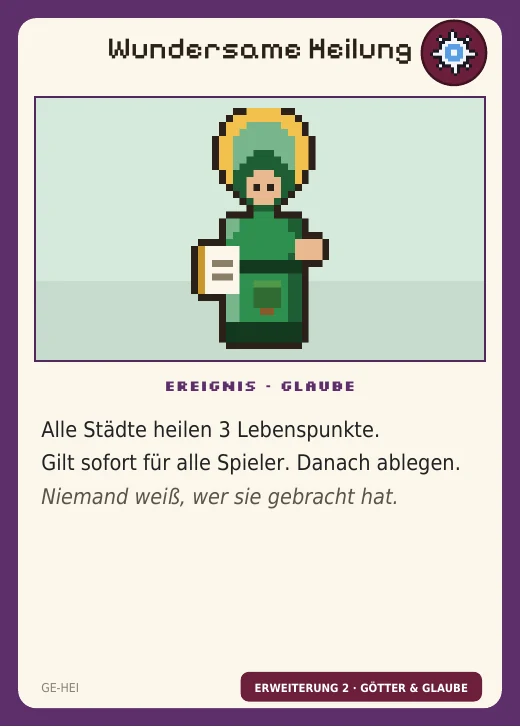 Wundersame Heilung
EREIGNIS · GLAUBE
Alle Städte heilen 3 Lebenspunkte.
Gilt sofort für alle Spieler. Danach ablegen.
Niemand weiß, wer sie gebracht hat.
GE-HEI
ERWEITERUNG 2 · GÖTTER & GLAUBE